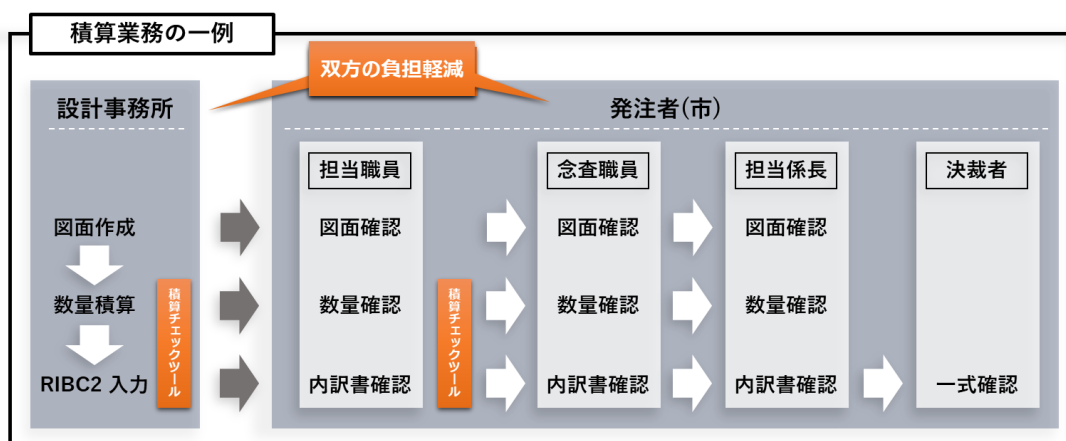 積算業務の一例
双方の負担軽減
設計事務所
図面作成
数量積算
RIBC2 入力
積算チェックツール
発注者(市)
担当職員
図面確認
数量確認
内訳書確認
積算チェックツール
念査職員
図面確認
数量確認
内訳書確認
担当係長
図面確認
数量確認
内訳書確認
決裁者
一式確認